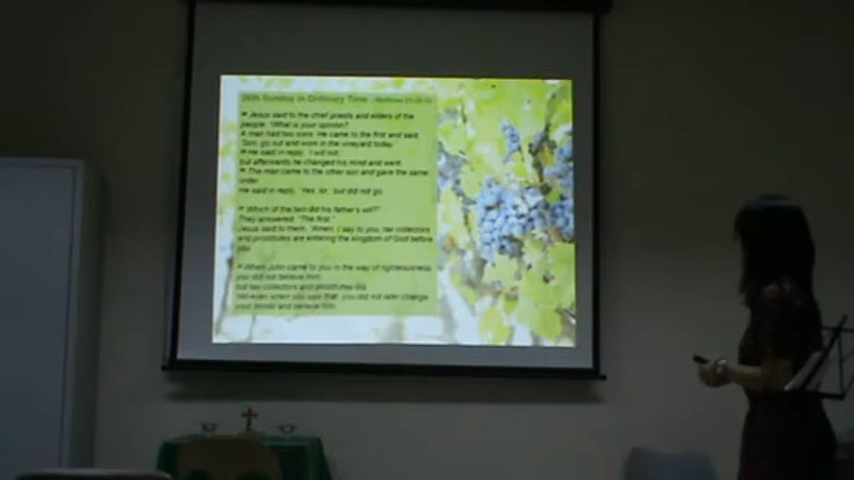 26th Sunday in Ordinary Time - Matthew 21:28-32
Jesus said to the chief priests and elders of the
people: "What is your opinion?
A man had two sons. He came to the first and said,
'Son, go out and work in the vineyard today.'
He said in reply, 'I will not,'
but afterwards he changed his mind and went.
The man came to the other son and gave the same
order.
He said in reply, 'Yes, sir,' but did not go.
Which of the two did his father's will?"
They answered, "The first."
Jesus said to them, "Amen, I say to you, tax collectors
and prostitutes are entering the kingdom of God before
you.
When John came to you in the way of righteousness,
you did not believe him;
but tax collectors and prostitutes did.
Yet even when you saw that, you did not later change
your minds and believe him.